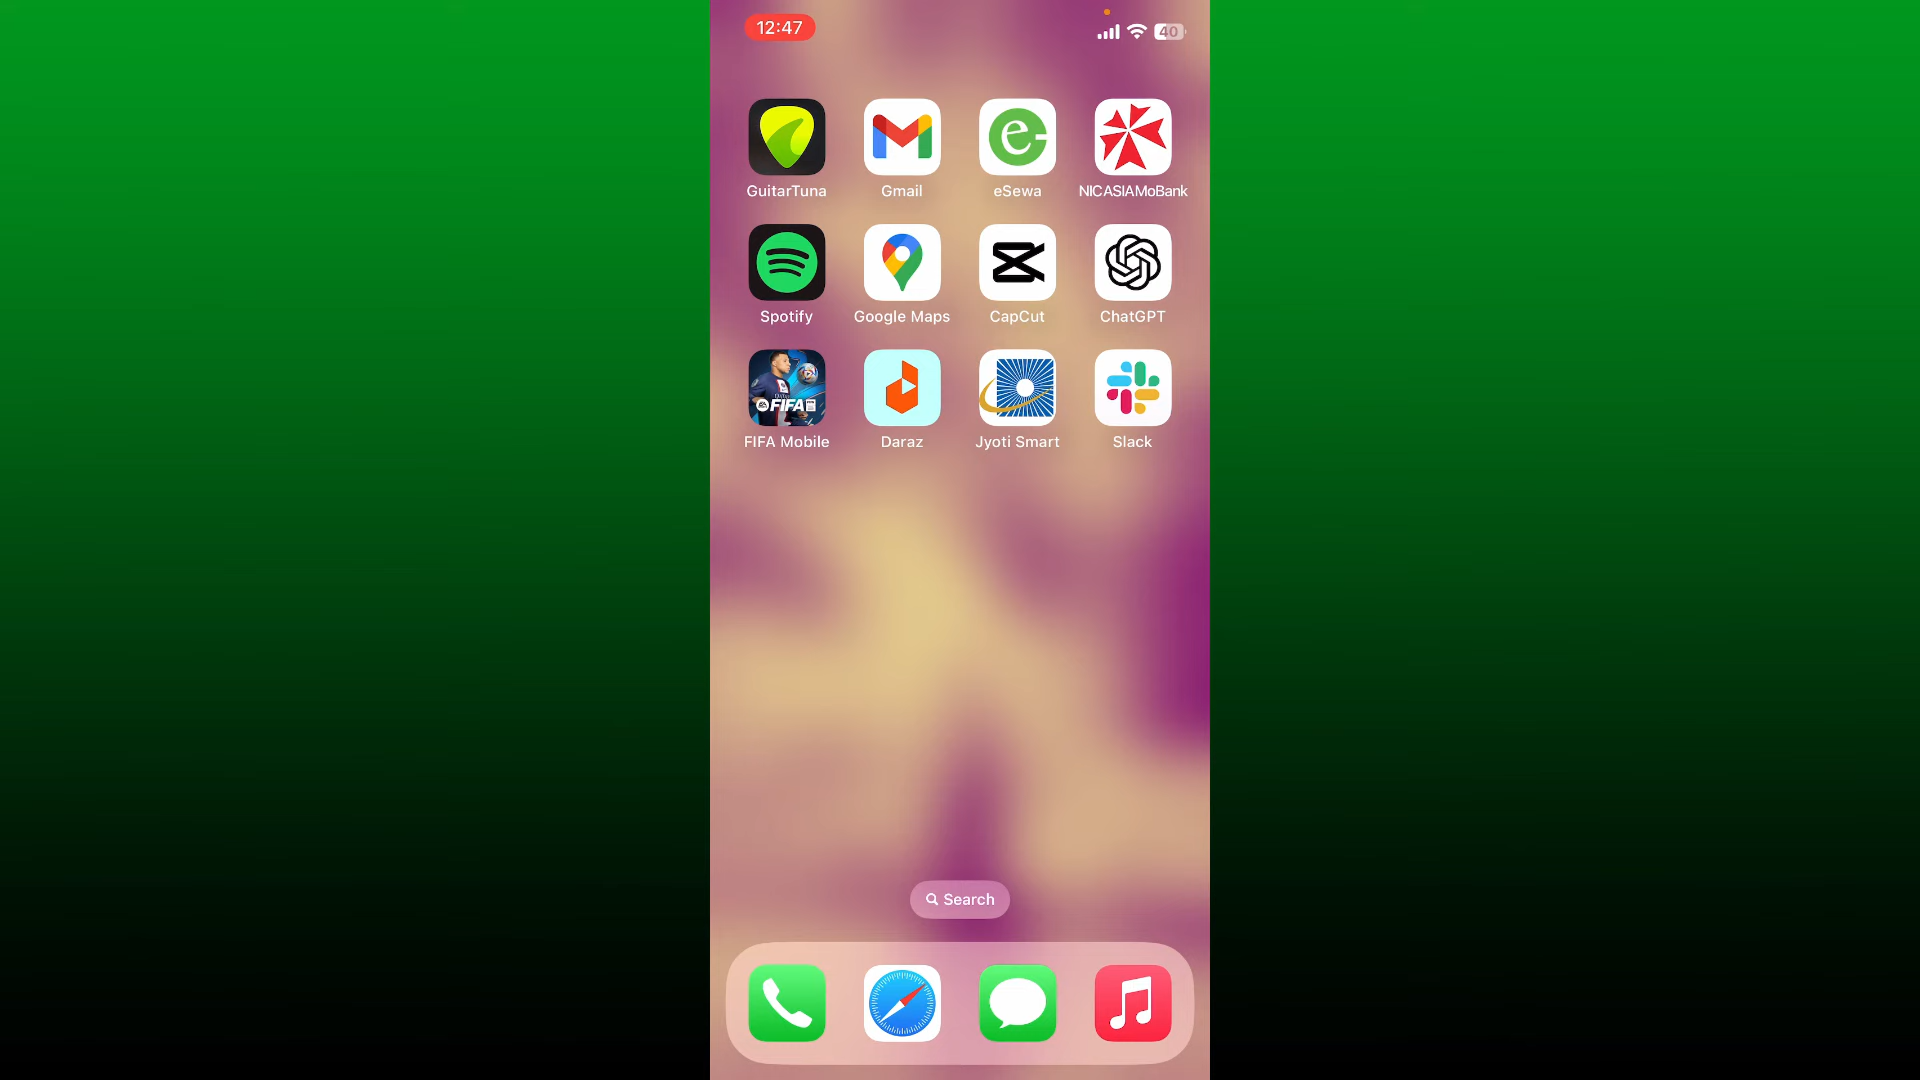 12:47
40
GuitarTuna Gmail eSewa NICASIAMoBank
Spotify Google Maps CapCut ChatGPT
FIFA
FIFA Mobile Daraz Jyoti Smart Slack
Search